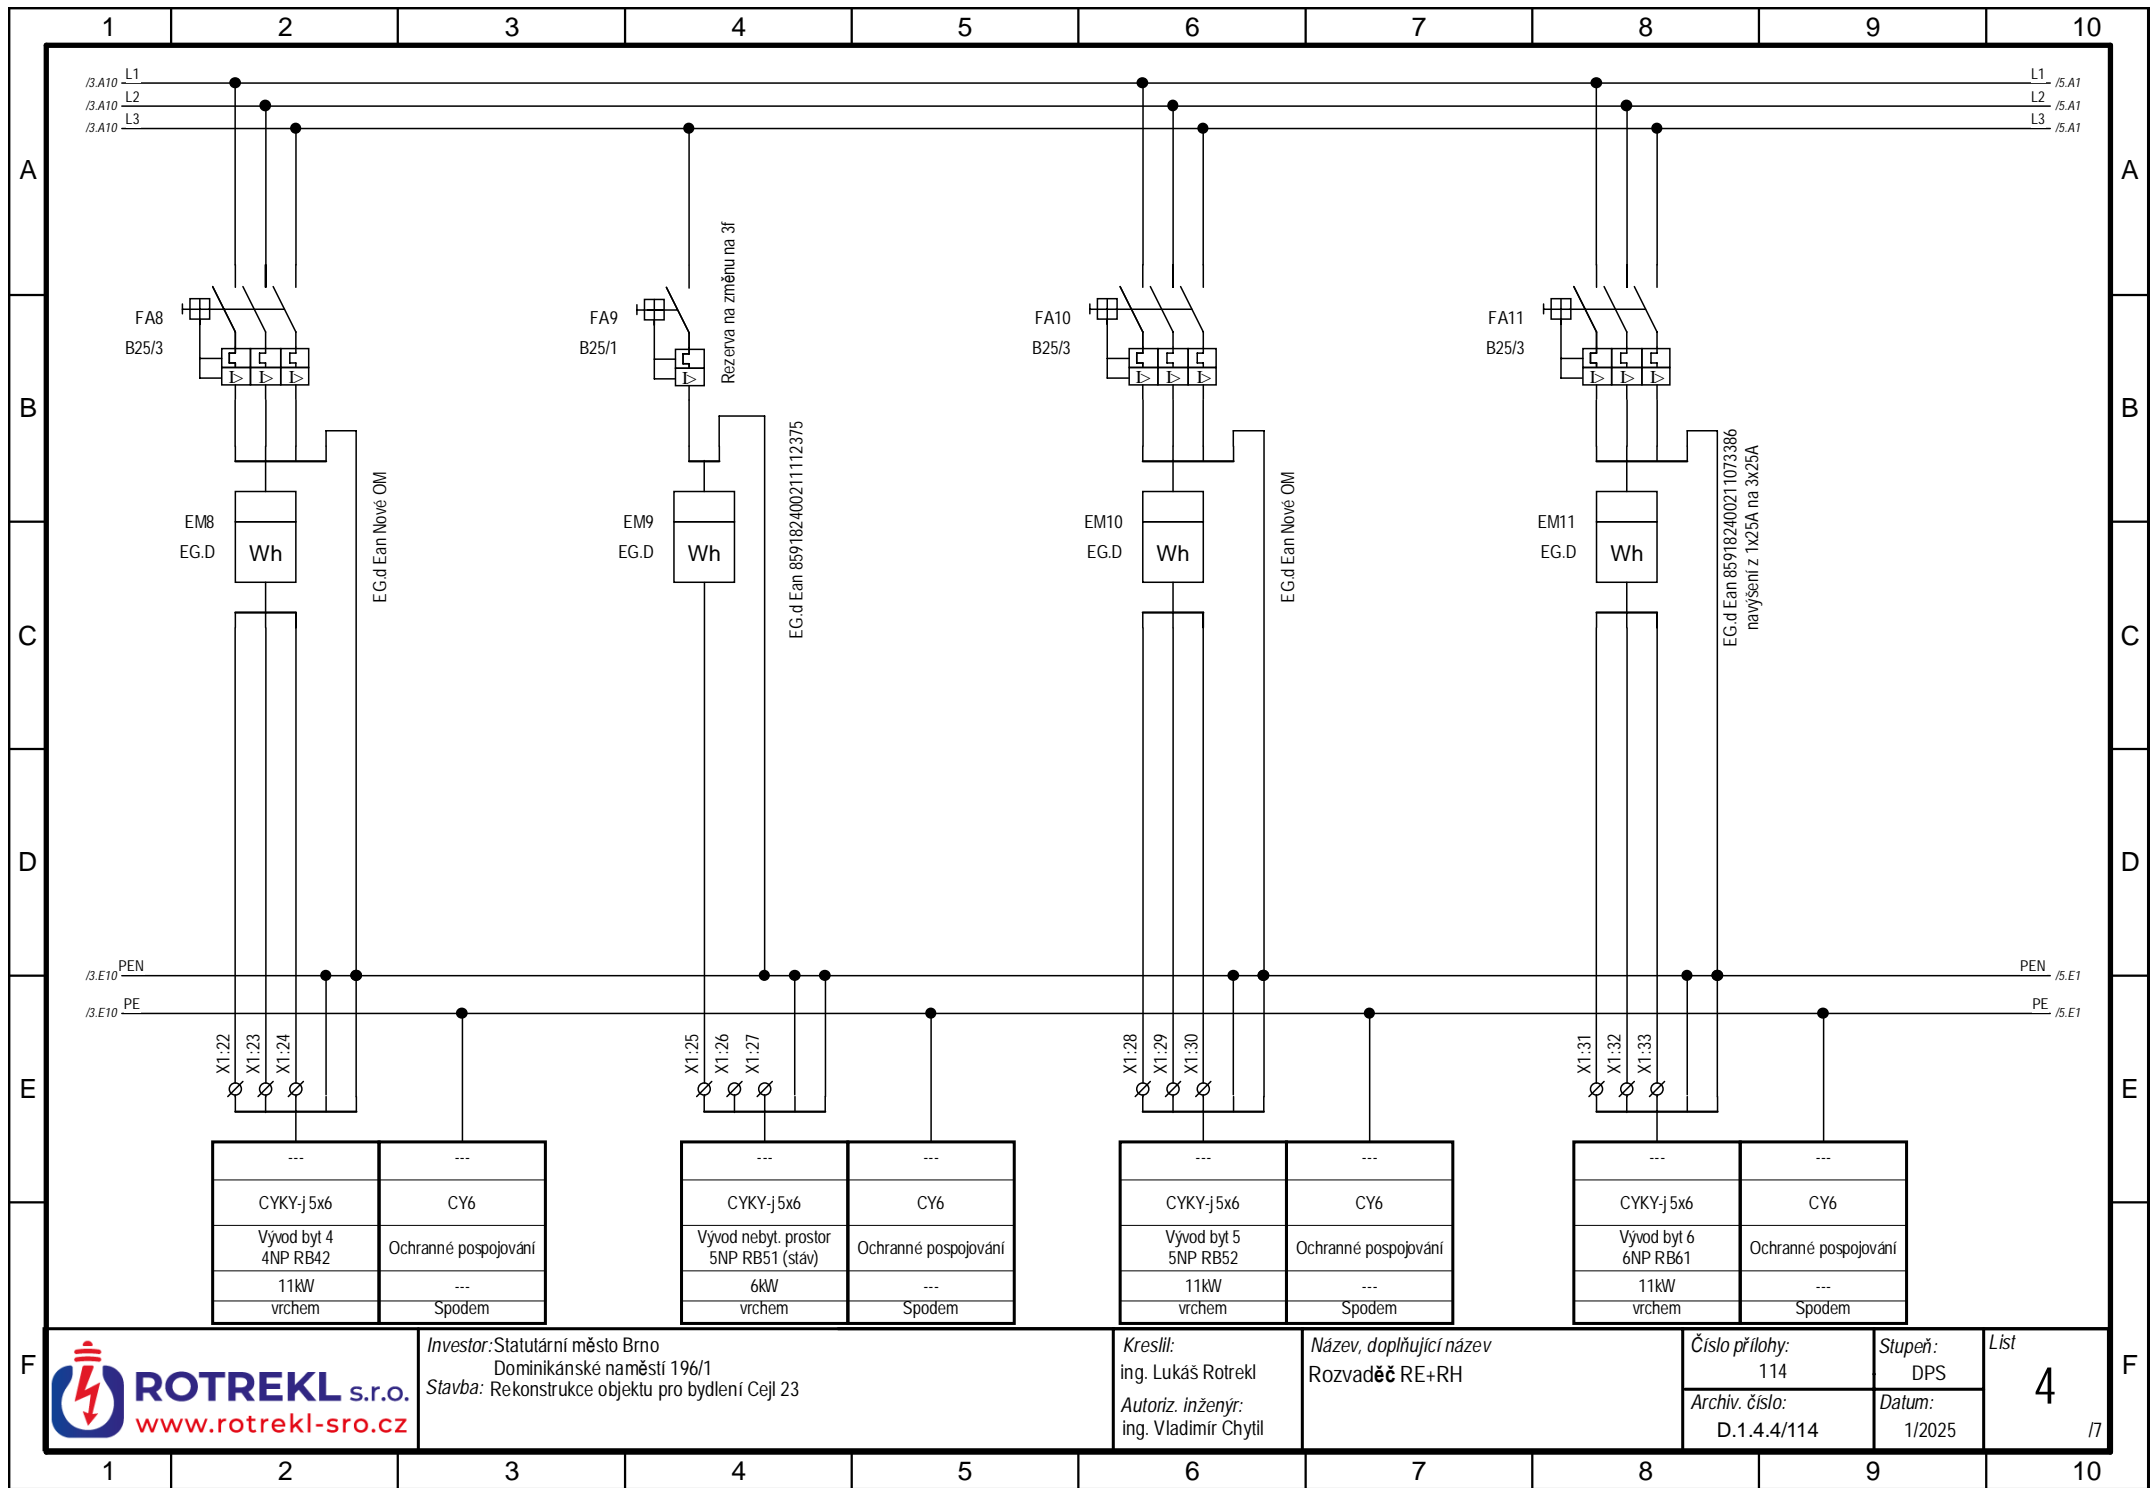 1 2 3 4 5 6 7 8 9 10
/3.A10 L1 L1 /5.A1
/3.A10 L2 L2 /5.A1
/3.A10 L3 L3 /5.A1
A A
Rezerva na změnu na 3f
FA8 FA9 FA10 FA11
B25/3 B25/1 B25/3 B25/3
I> I> I> I> I> I> I> I> I> I>
B B
EG.d Ean Nové OM
EG.d Ean 859182400211112375
EG.d Ean Nové OM
EG.d Ean 859182400211073386
navýšení z 1x25A na 3x25A
EM8 EM9 EM10 EM11
EG.D Wh EG.D Wh EG.D Wh EG.D Wh
C C
D D
/3.E10 PEN PEN /5.E1
/3.E10 PE PE /5.E1
X1:22 X1:23 X1:24 X1:25 X1:26 X1:27 X1:28 X1:29 X1:30 X1:31 X1:32 X1:33
E E
--- --- --- --- --- --- --- ---
CYKY-j 5x6 CY6 CYKY-j 5x6 CY6 CYKY-j 5x6 CY6 CYKY-j 5x6 CY6
Vývod byt 4
4NP RB42
Ochranné pospojování
Vývod nebyt. prostor
5NP RB51 (stáv)
Ochranné pospojování
Vývod byt 5
5NP RB52
Ochranné pospojování
Vývod byt 6
6NP RB61
Ochranné pospojování
11kW --- 6kW --- 11kW --- 11kW ---
vrchem Spodem vrchem Spodem vrchem Spodem vrchem Spodem
F F
ROTREKL s.r.o.
www.rotrekl-sro.cz
Investor: Statutární město Brno
Dominikánské naměstí 196/1
Stavba: Rekonstrukce objektu pro bydlení Cejl 23
Kreslil:
ing. Lukáš Rotrekl
Autoriz. inženýr:
ing. Vladimír Chytil
Název, doplňující název
Rozvaděč RE+RH
Číslo přílohy:
114
Archiv. číslo:
D.1.4.4/114
Stupeň:
DPS
Datum:
1/2025
List
4
/7
1 2 3 4 5 6 7 8 9 10